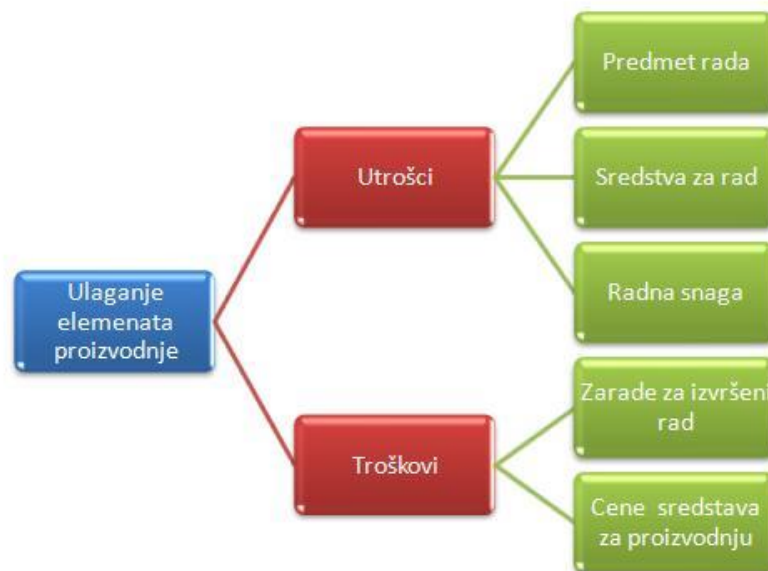 Ulaganje
elemenata
proizvodnje
Utrošci
Predmet rada
Sredstva za rad
Radna snaga
Troškovi
Zarade za izvršeni
rad
Cene sredstava
za proizvodnju